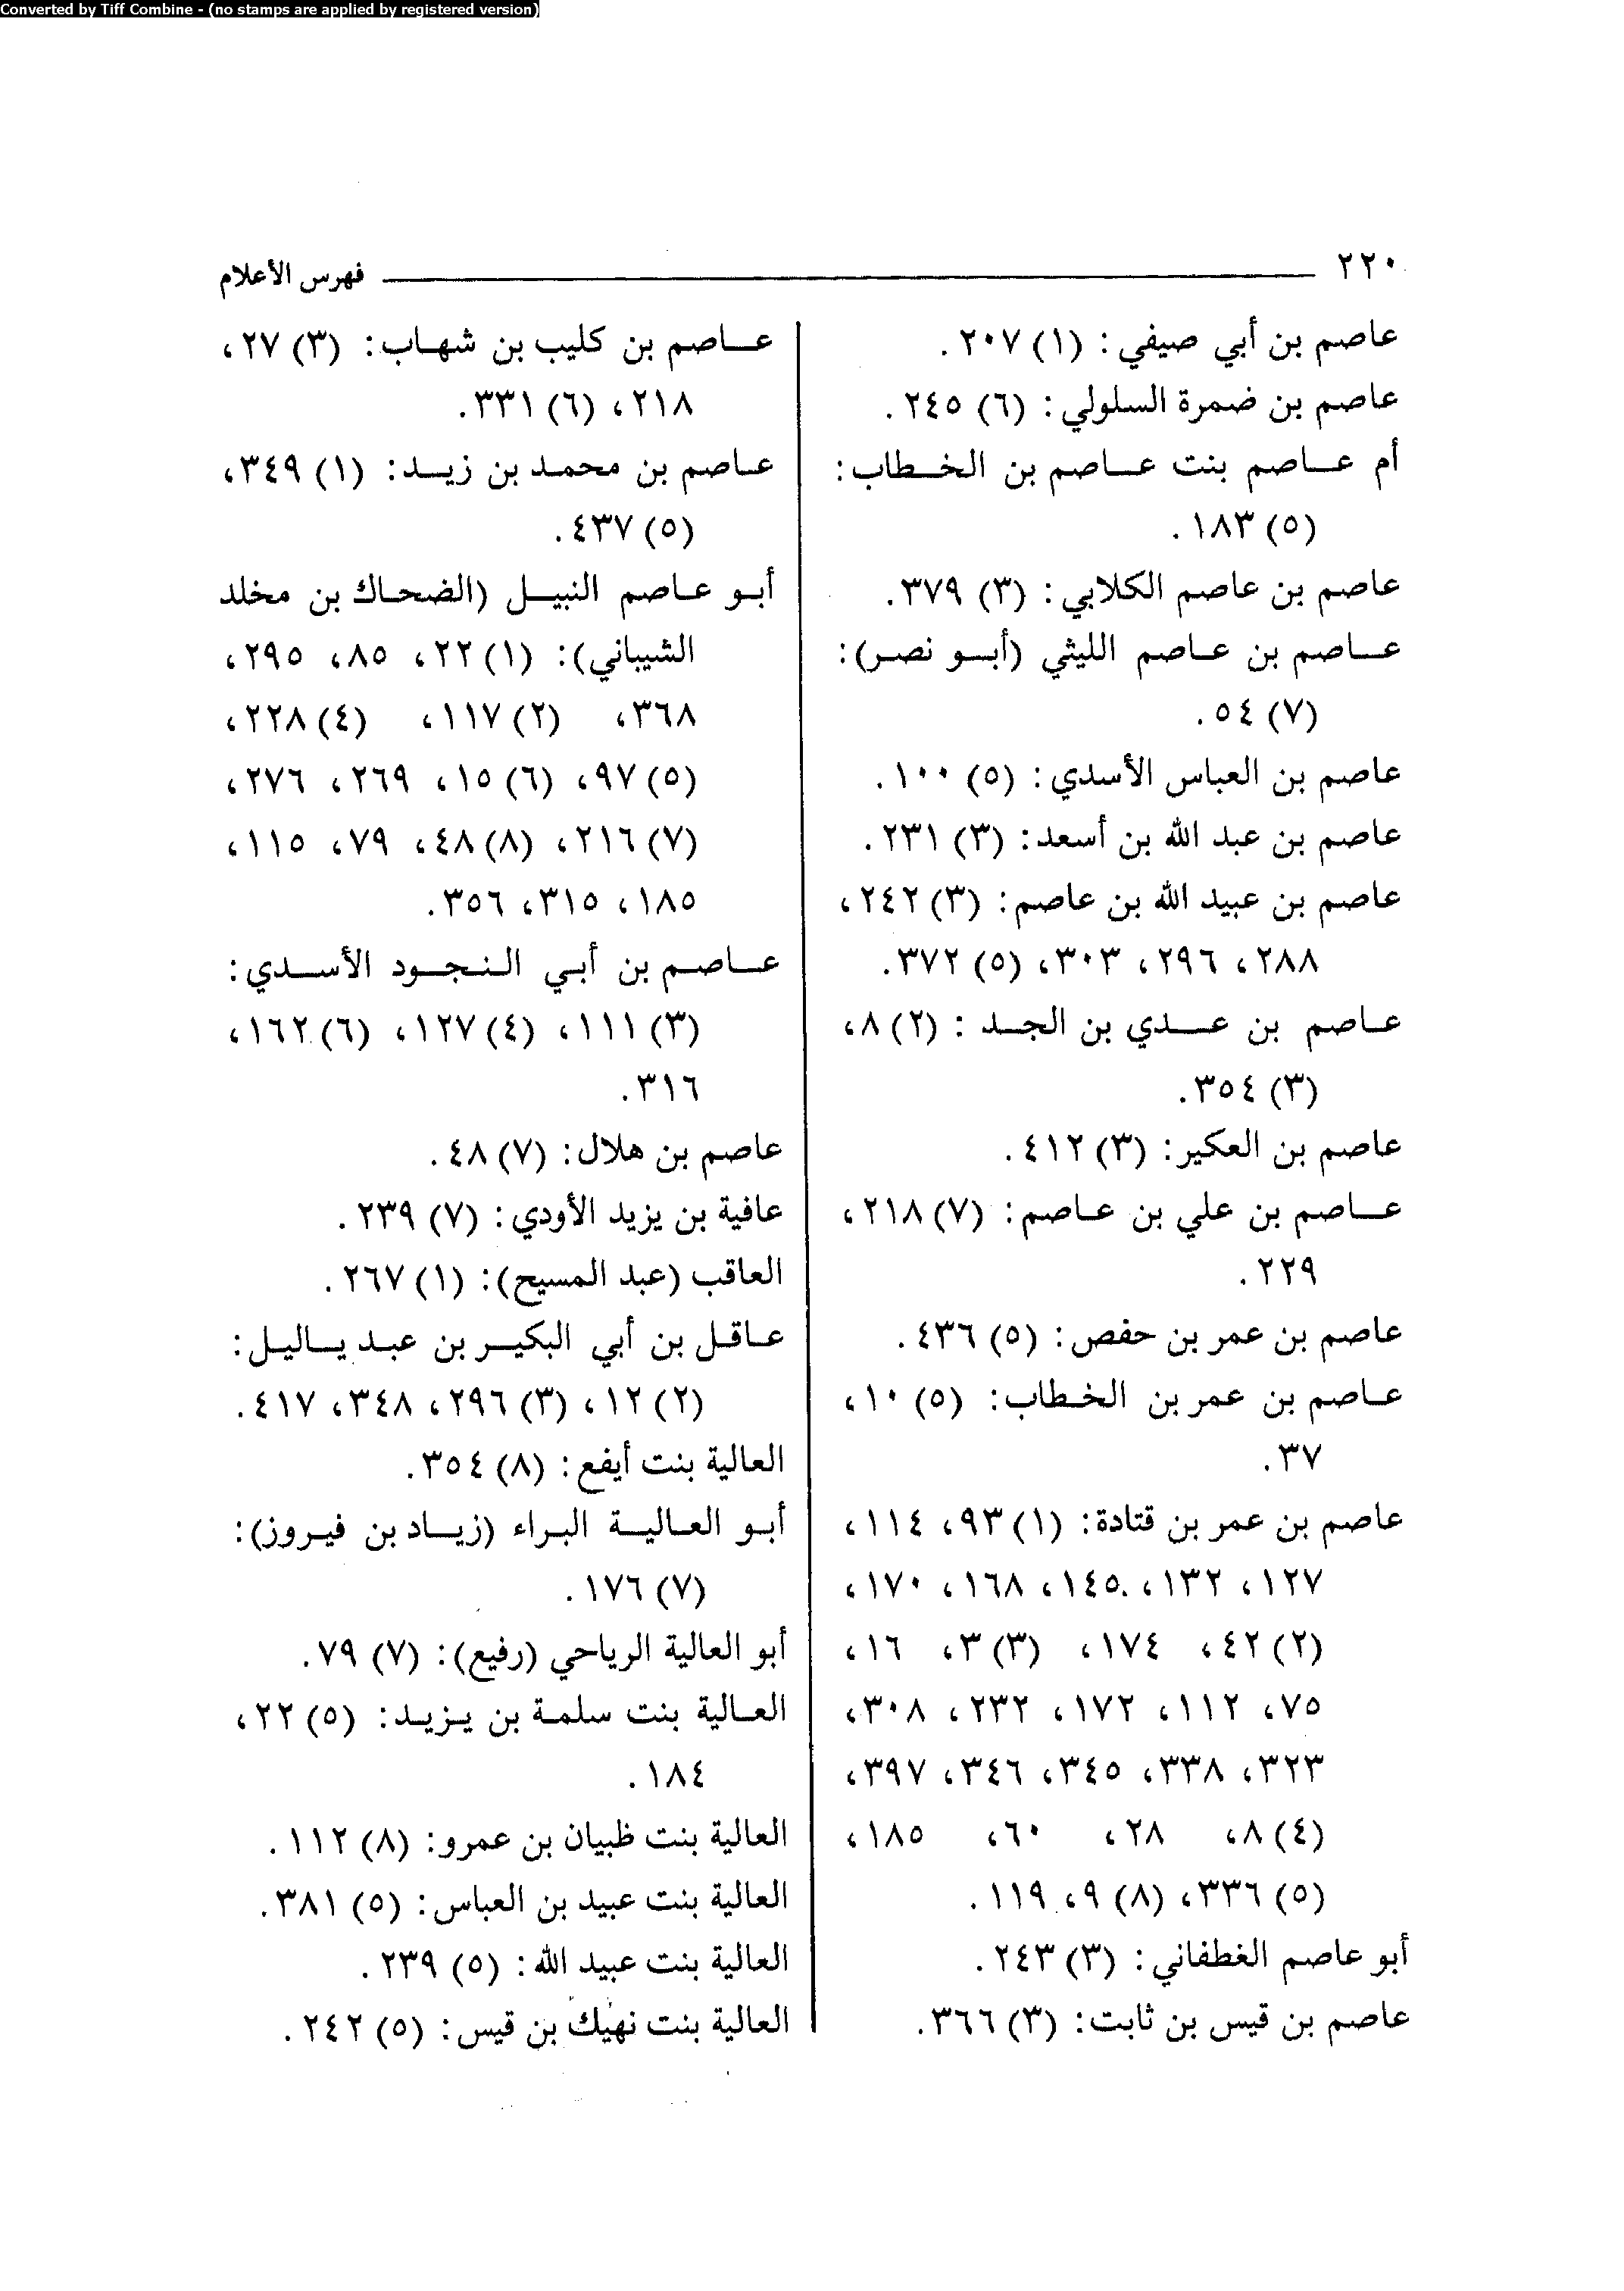 Converted by Tiff Combine - (no stamps are applied by registered version)
٢٢٠ فهرس الأعلام
عاصم بن أبي صيفي: (١) ٢٠٧.
عاصم بن ضمرة السلولي: (٦) ٢٤٥.
أم عاصم بنت عاصم بن الخطاب:
(٥) ١٨٣.
عاصم بن عاصم الكلابي: (٣) ٣٧٩.
عاصم بن عاصم الليثي (أبو نصر):
(٧) ٥٤.
عاصم بن العباس الأسدي: (٥) ١٠٠.
عاصم بن عبد الله بن أسعد: (٣) ٢٣١.
عاصم بن عبيد الله بن عاصم: (٣) ٢٤٢،
٢٨٨، ٢٩٦، ٣٠٣، (٥) ٣٧٢.
عاصم بن عدي بن الجد : (٢) ٨،
(٣) ٣٥٤.
عاصم بن العكير: (٣) ٤١٢.
عاصم بن علي بن عاصم: (٧) ٢١٨،
٢٢٩.
عاصم بن عمر بن حفص: (٥) ٤٣٦.
عاصم بن عمر بن الخطاب: (٥) ١٠،
٣٧.
عاصم بن عمر بن قتادة: (١) ٩٣، ١١٤،
١٢٧، ١٣٢، ١٤٥، ١٦٨، ١٧٠،
(٢) ٤٢، ١٧٤، (٣) ٣، ١٦،
٧٥، ١١٢، ١٧٢، ٢٣٢، ٣٠٨،
٣٢٣، ٣٣٨، ٣٤٥، ٣٤٦، ٣٩٧،
(٤) ٨، ٢٨، ٦٠، ١٨٥،
(٥) ٣٣٦، (٨) ٩، ١١٩.
أبو عاصم الغطفاني: (٣) ٢٤٣.
عاصم بن قيس بن ثابت: (٣) ٣٦٦.
عاصم بن كليب بن شهاب: (٣) ٢٧،
٢١٨، (٦) ٣٣١.
عاصم بن محمد بن زيد: (١) ٣٤٩،
(٥) ٤٣٧.
أبو عاصم النبيل (الضحاك بن مخلد
الشيباني): (١) ٢٢، ٨٥، ٢٩٥،
٣٦٨، (٢) ١١٧، (٤) ٢٢٨،
(٥) ٩٧، (٦) ١٥، ٢٦٩، ٢٧٦،
(٧) ٢١٦، (٨) ٤٨، ٧٩، ١١٥،
١٨٥، ٣١٥، ٣٥٦.
عاصم بن أبي النجود الأسدي:
(٣) ١١١، (٤) ١٢٧، (٦) ١٦٢،
٣١٦.
عاصم بن هلال: (٧) ٤٨.
عافية بن يزيد الأودي: (٧) ٢٣٩.
العاقب (عبد المسيح): (١) ٢٦٧.
عاقل بن أبي البكير بن عبد ياليل:
(٢) ١٢، (٣) ٢٩٦، ٣٤٨، ٤١٧.
العالية بنت أيفع: (٨) ٣٥٤.
أبو العالية البراء (زياد بن فيروز):
(٧) ١٧٦.
أبو العالية الرياحي (رفيع): (٧) ٧٩.
العالية بنت سلمة بن يزيد: (٥) ٢٢،
١٨٤.
العالية بنت ظبيان بن عمرو: (٨) ١١٢.
العالية بنت عبيد بن العباس: (٥) ٣٨١.
العالية بنت عبيد الله: (٥) ٢٣٩.
العالية بنت نهيك بن قيس: (٥) ٢٤٢.